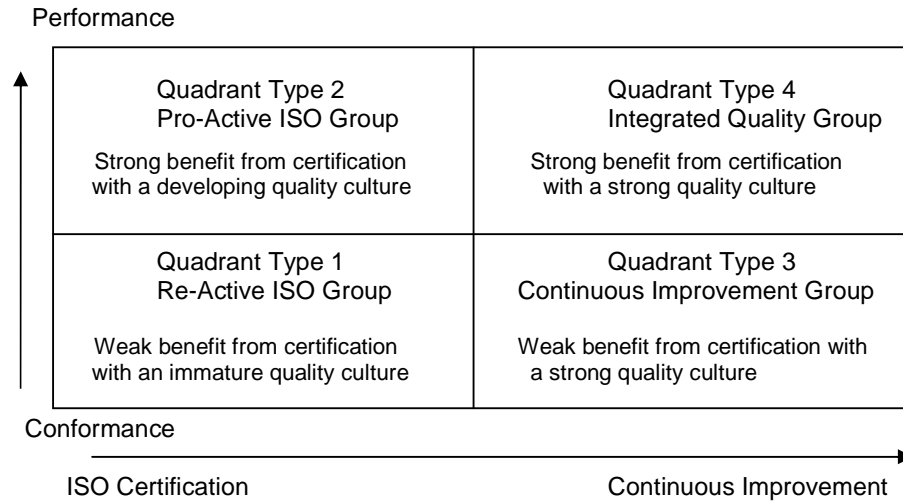 Performance
Quadrant Type 2
Pro-Active ISO Group
Strong benefit from certification
with a developing quality culture
Quadrant Type 4
Integrated Quality Group
Strong benefit from certification
with a strong quality culture
Quadrant Type 1
Re-Active ISO Group
Weak benefit from certification
with an immature quality culture
Quadrant Type 3
Continuous Improvement Group
Weak benefit from certification with
a strong quality culture
Conformance
ISO Certification
Continuous Improvement